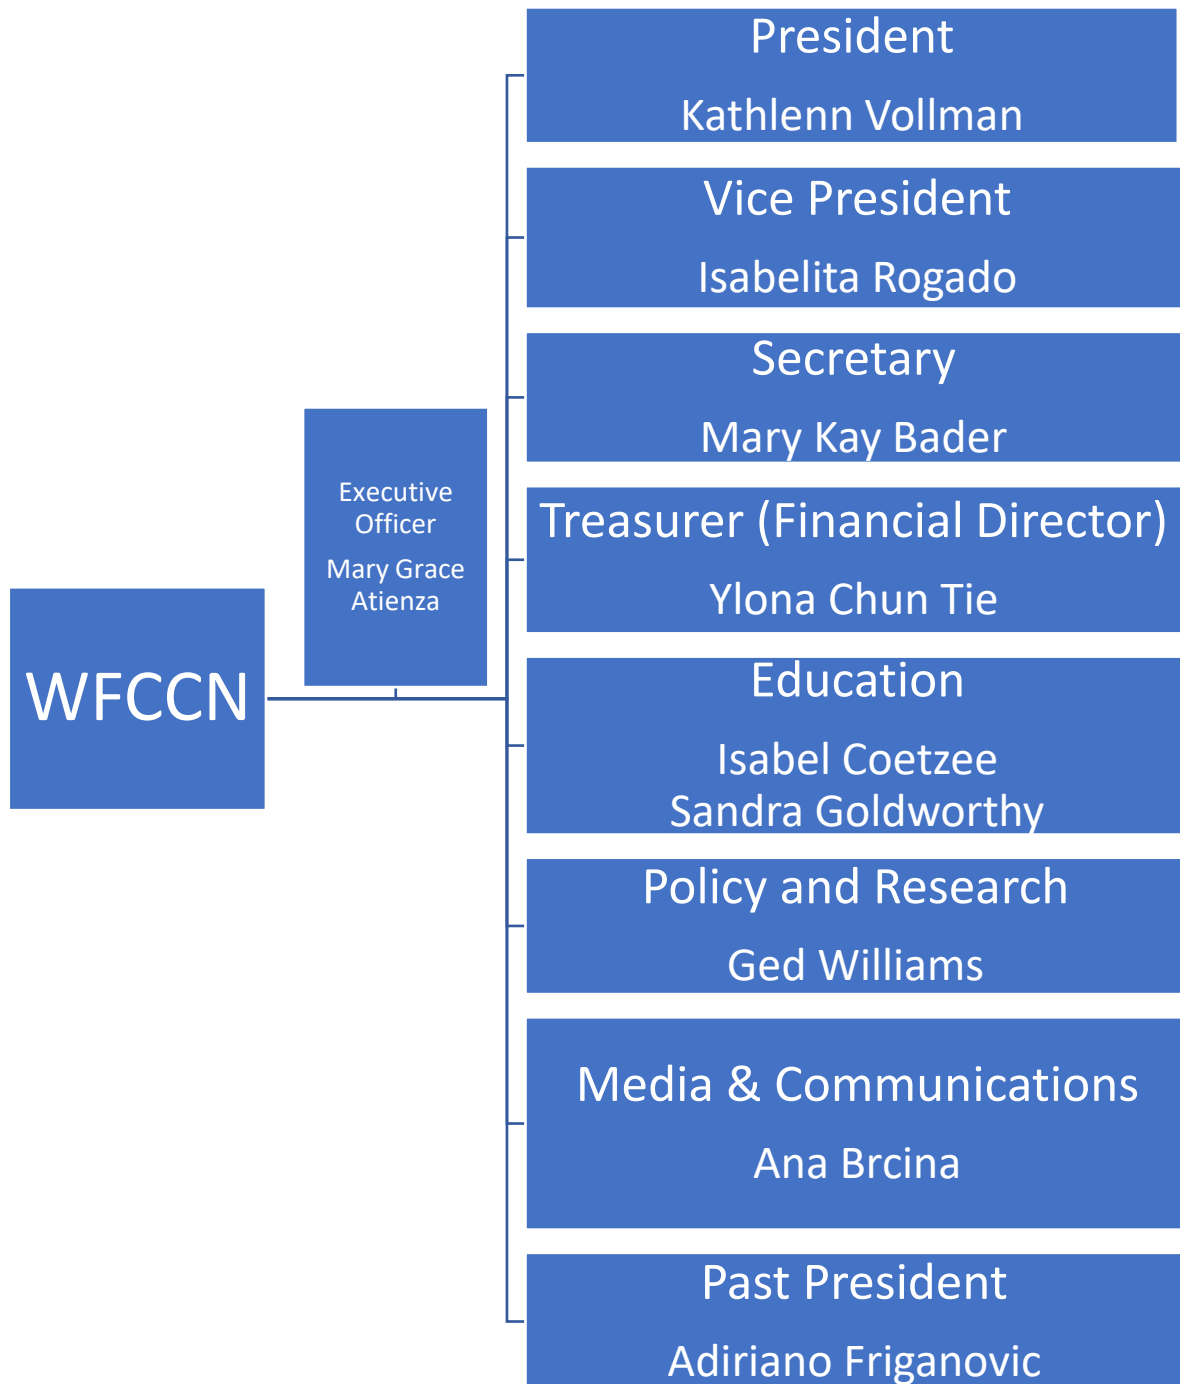 WFCCN
Executive
Officer
Mary Grace
Atienza
President
Kathlenn Vollman
Vice President
Isabelita Rogado
Secretary
Mary Kay Bader
Treasurer (Financial Director)
Ylona Chun Tie
Education
Isabel Coetzee
Sandra Goldworthy
Policy and Research
Ged Williams
Media & Communications
Ana Brcina
Past President
Adiriano Friganovic